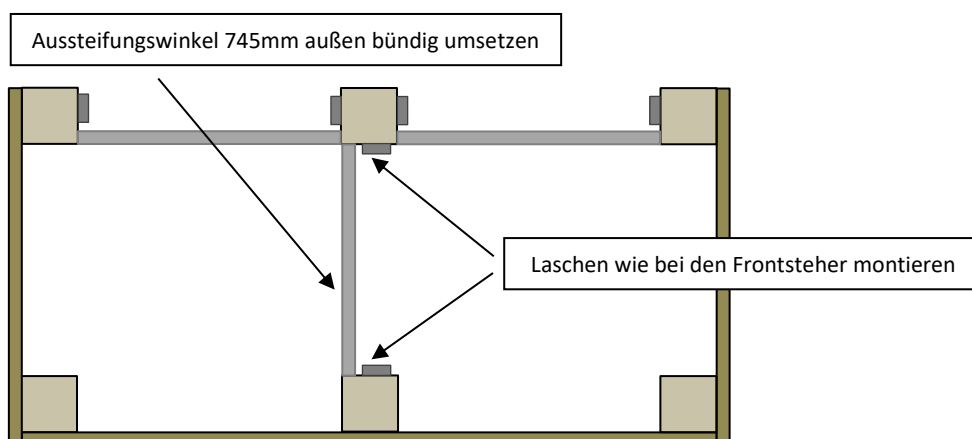 Aussteifungswinkel 745mm außen bündig umsetzen
Laschen wie bei den Frontsteher montieren